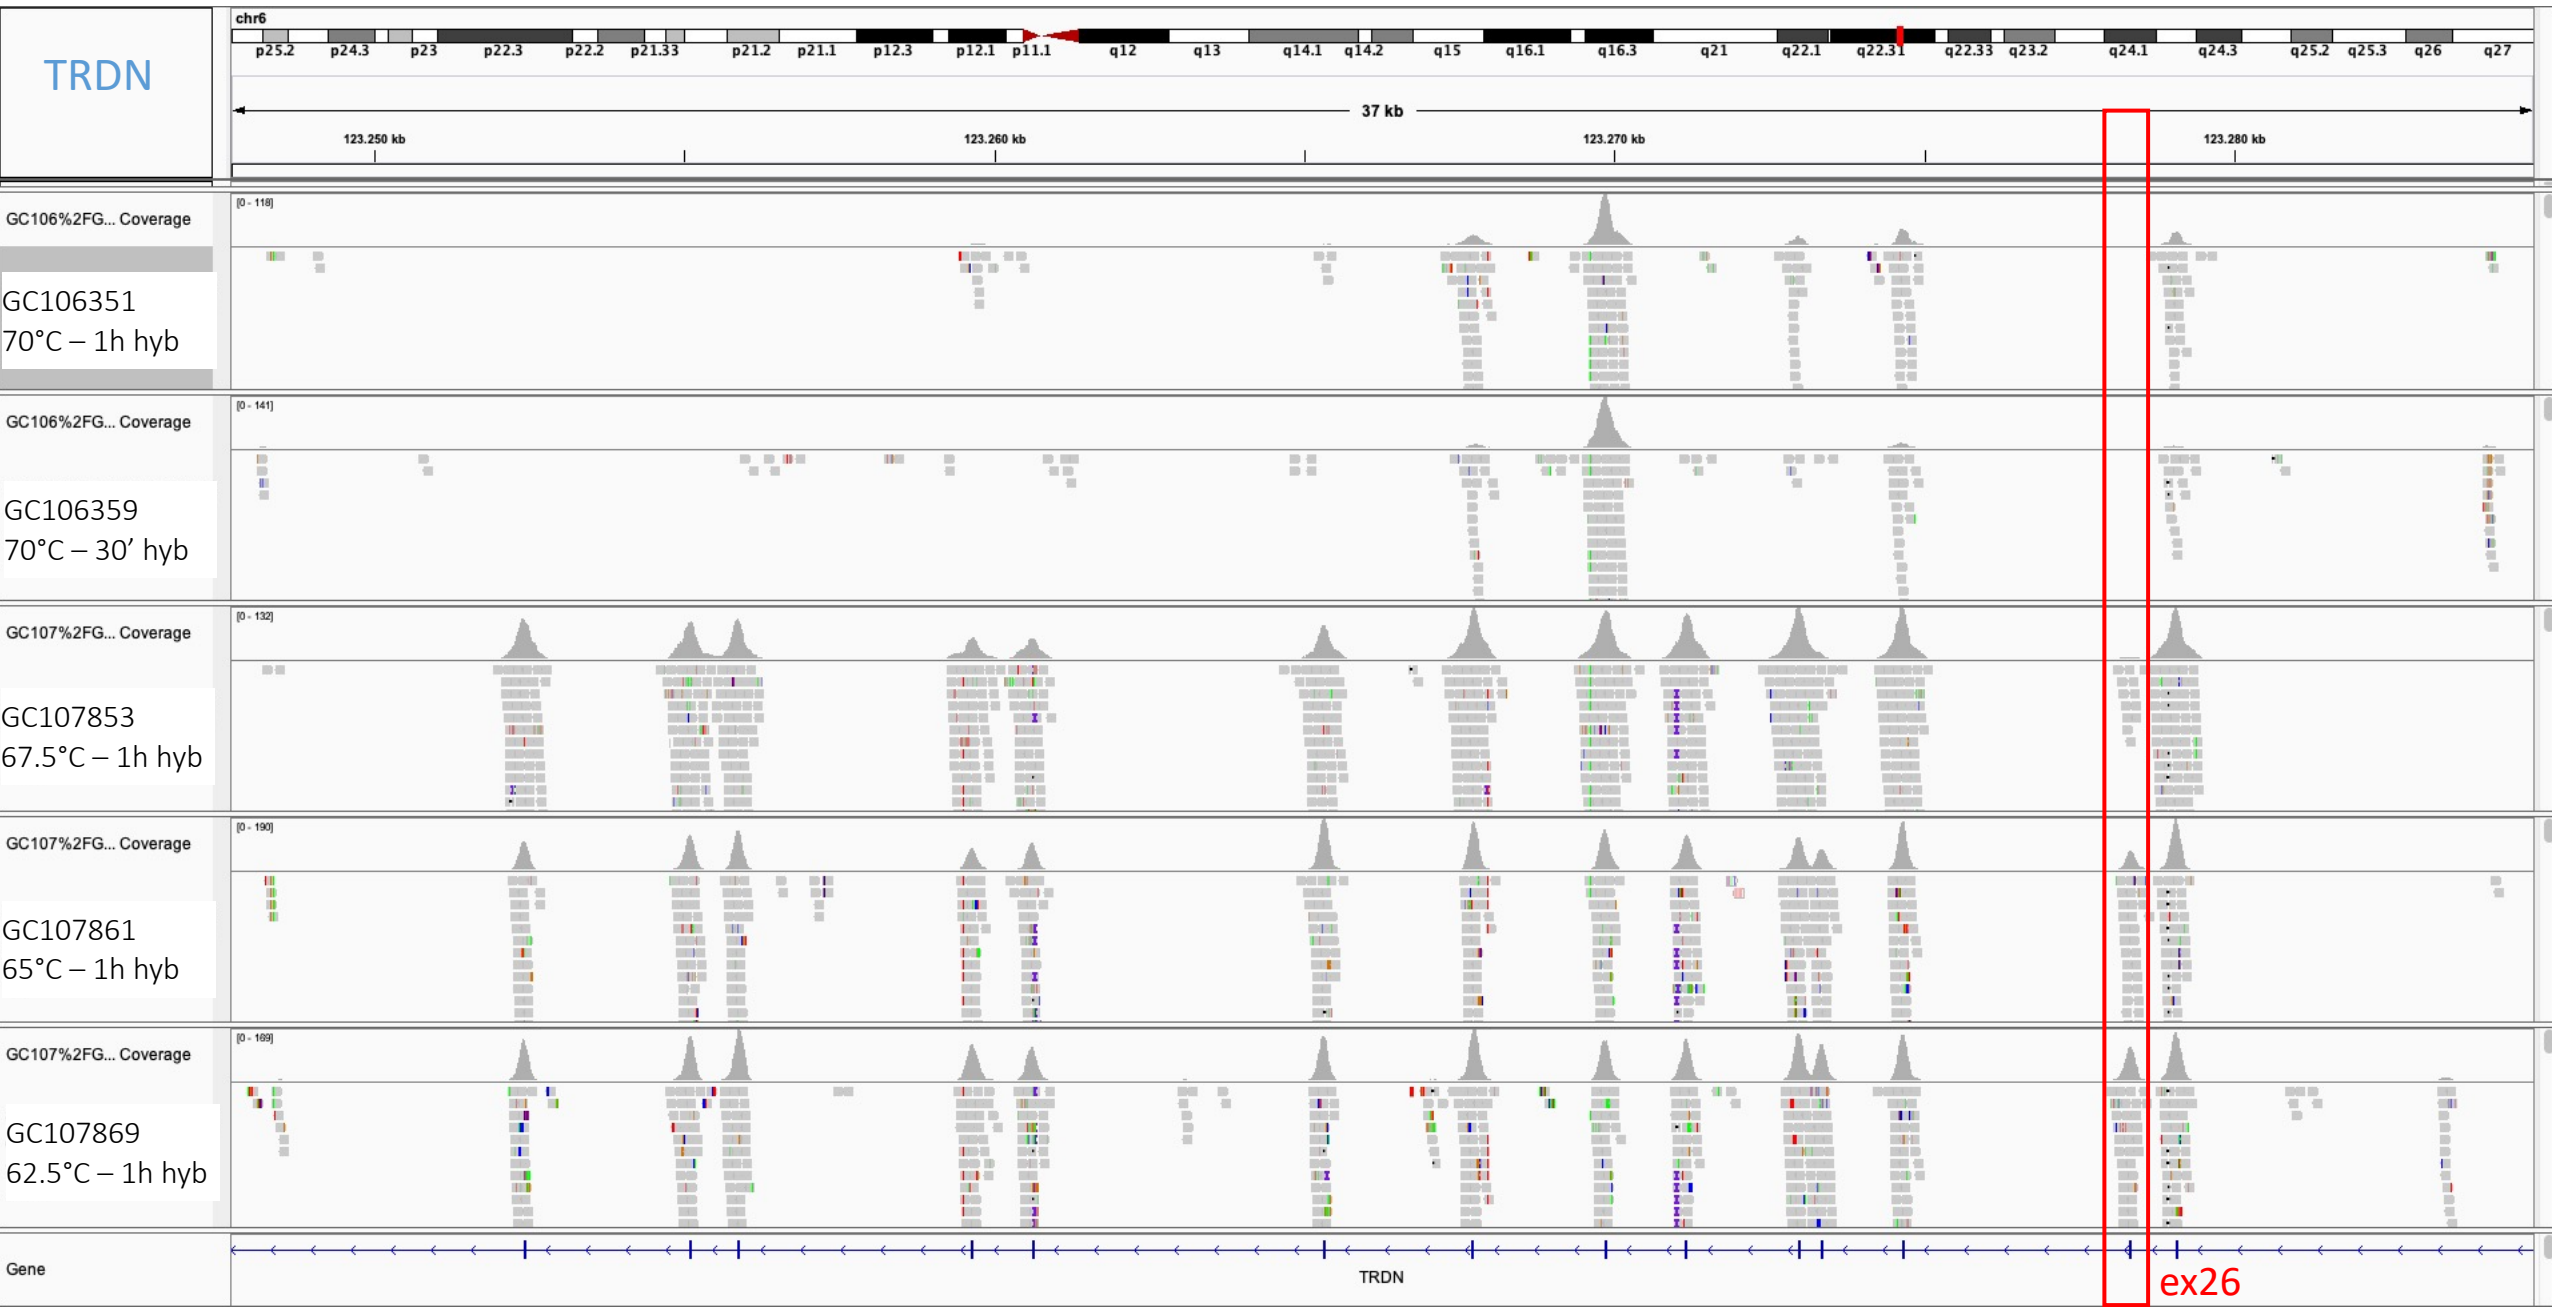 TRDN
chr6
p25.2 p24.3 p23 p22.3 p22.2 p21.33 p21.2 p21.1 p12.3 p12.1 p11.1 q12 q13 q14.1 q14.2 q15 q16.1 q16.3 q21 q22.1 q22.31 q22.33 q23.2 q24.1 q24.3 q25.2 q25.3 q26 q27
37 kb
123.250 kb 123.260 kb 123.270 kb 123.280 kb
GC106%2FG... Coverage
[0 - 118]
GC106351
70°C – 1h hyb
GC106%2FG... Coverage
[0 - 141]
GC106359
70°C – 30’ hyb
GC107%2FG... Coverage
[0 - 132]
GC107853
67.5°C – 1h hyb
GC107%2FG... Coverage
[0 - 190]
GC107861
65°C – 1h hyb
GC107%2FG... Coverage
[0 - 169]
GC107869
62.5°C – 1h hyb
Gene
TRDN
ex26